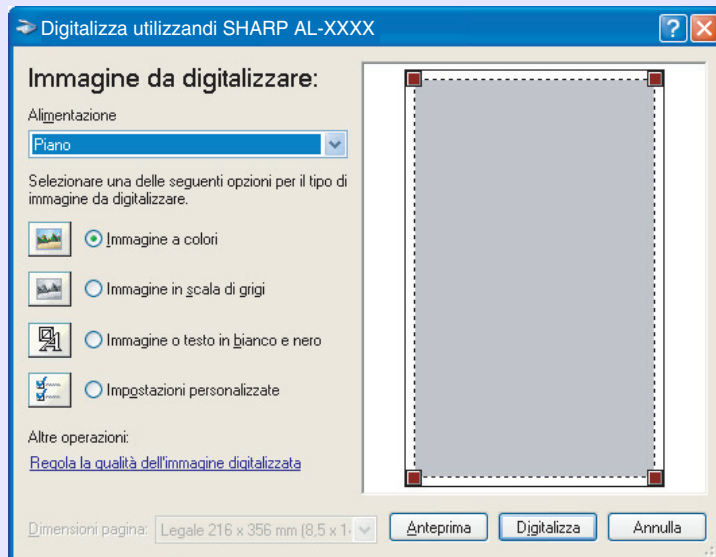 Digitalizza utilizzandi SHARP AL-XXXX
Immagine da digitalizzare:
Alimentazione
Piano
Selezionare una delle seguenti opzioni per il tipo di
immagine da digitalizzare.
Immagine a colori
Immagine in scala di grigi
Immagine o testo in bianco e nero
Impostazioni personalizzate
Altre operazioni:
Regola la qualità dell'immagine digitalizzata
Dimensioni pagina: Legale 216 x 356 mm (8,5 x 1
Anteprima
Digitalizza
Annulla